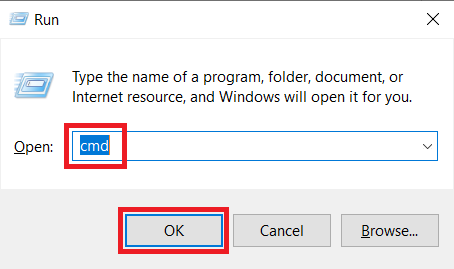 Run
Type the name of a program, folder, document, or
Internet resource, and Windows will open it for you.
Open: cmd
OK Cancel Browse...